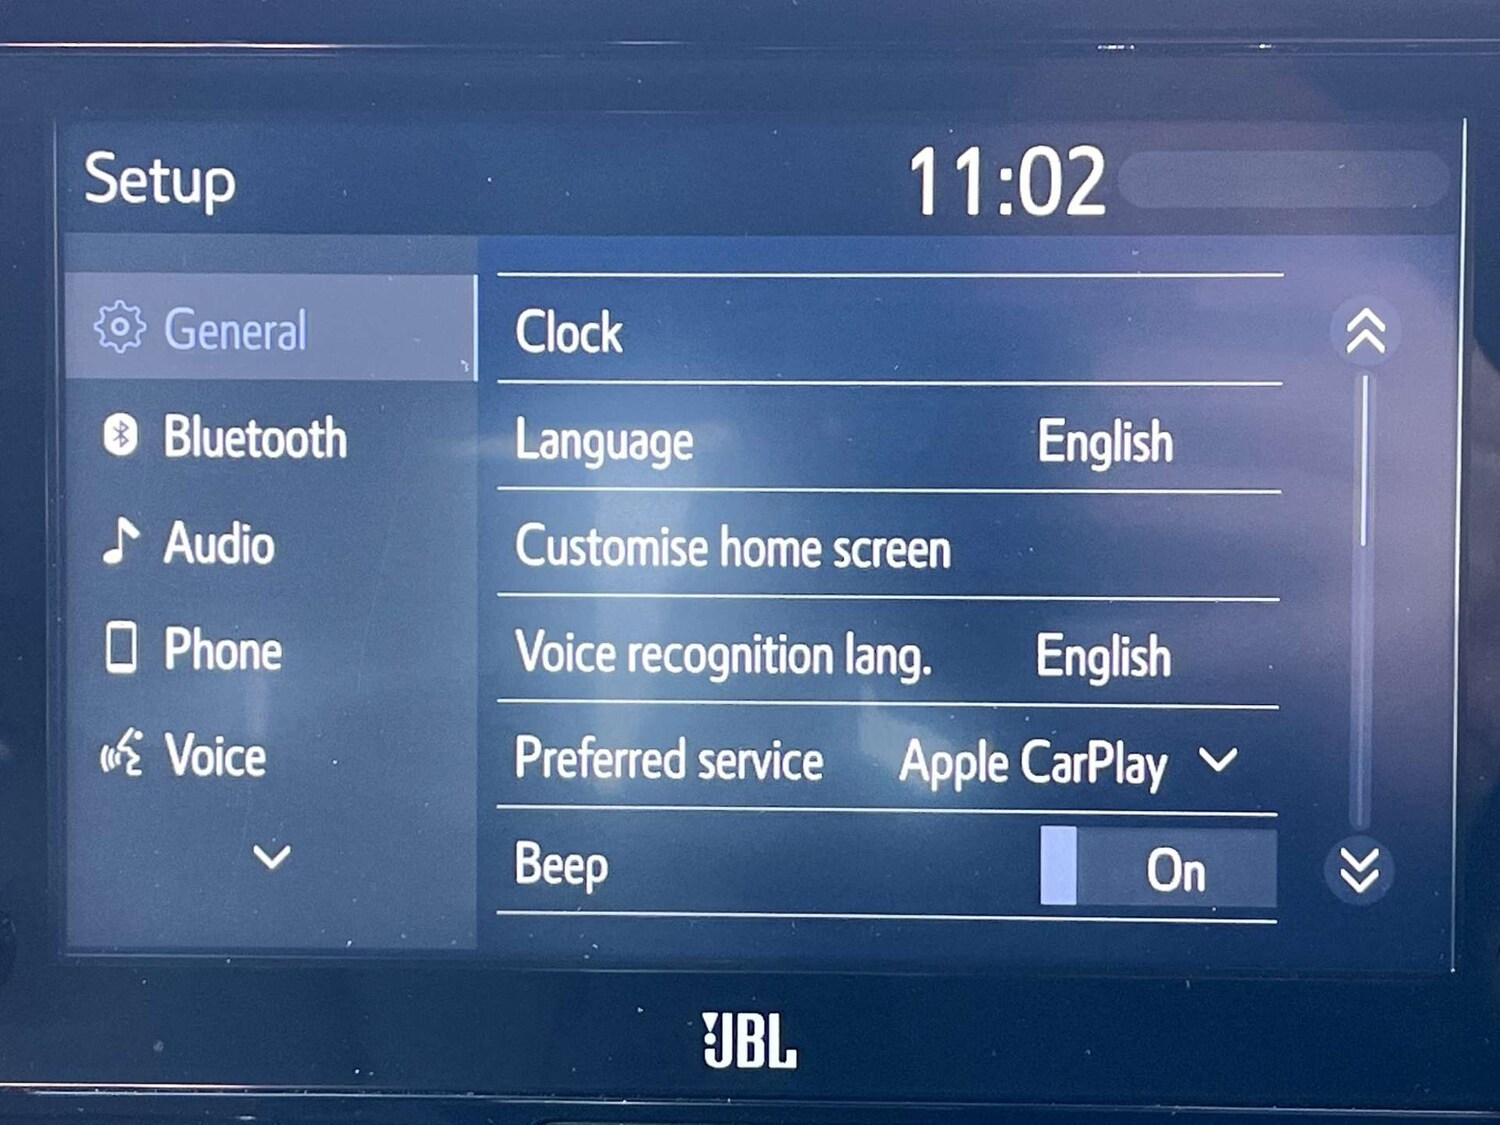 Setup
11:02
General
Bluetooth
Audio
Phone
Voice
Clock
Language English
Customise home screen
Voice recognition lang. English
Preferred service Apple CarPlay
Beep On
JBL